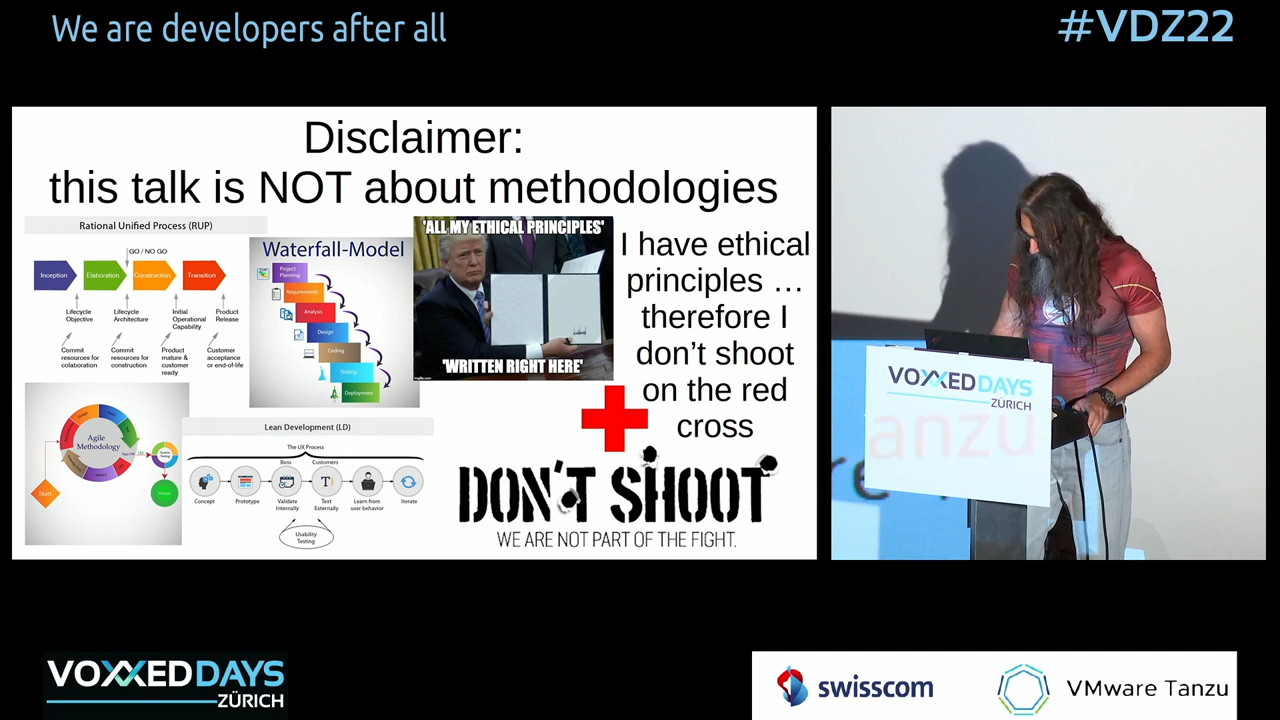 We are developers after all
#VDZ22
Disclaimer:
this talk is NOT about methodologies
Rational Unified Process (RUP)
GO / NO GO
Inception
Elaboration
Construction
Transition
Lifecycle
Objective
Lifecycle
Architecture
Initial
Operational
Capability
Product
Release
Commit
resources for
colaboration
Commit
resources for
construction
Product
mature &
customer
ready
Customer
acceptance
or end-of-life
Waterfall-Model
Project
Planning
Requirements
Analysis
Design
Coding
Testing
Deployment
'ALL MY ETHICAL PRINCIPLES'
'WRITTEN RIGHT HERE'
imgflip.com
I have ethical
principles …
therefore I
don't shoot
on the red
cross
Agile
Methodology
Start
Lean Development (LD)
The UX Process
Boss
Customers
Concept
Prototype
Validate
Internally
Text
Externally
Learn from
user behavior
Iterate
Usability
Testing
DON'T SHOOT
WE ARE NOT PART OF THE FIGHT.
VOXXED DAYS
ZÜRICH
anzu
re
VOXXED DAYS
ZÜRICH
swisscom
VMware Tanzu